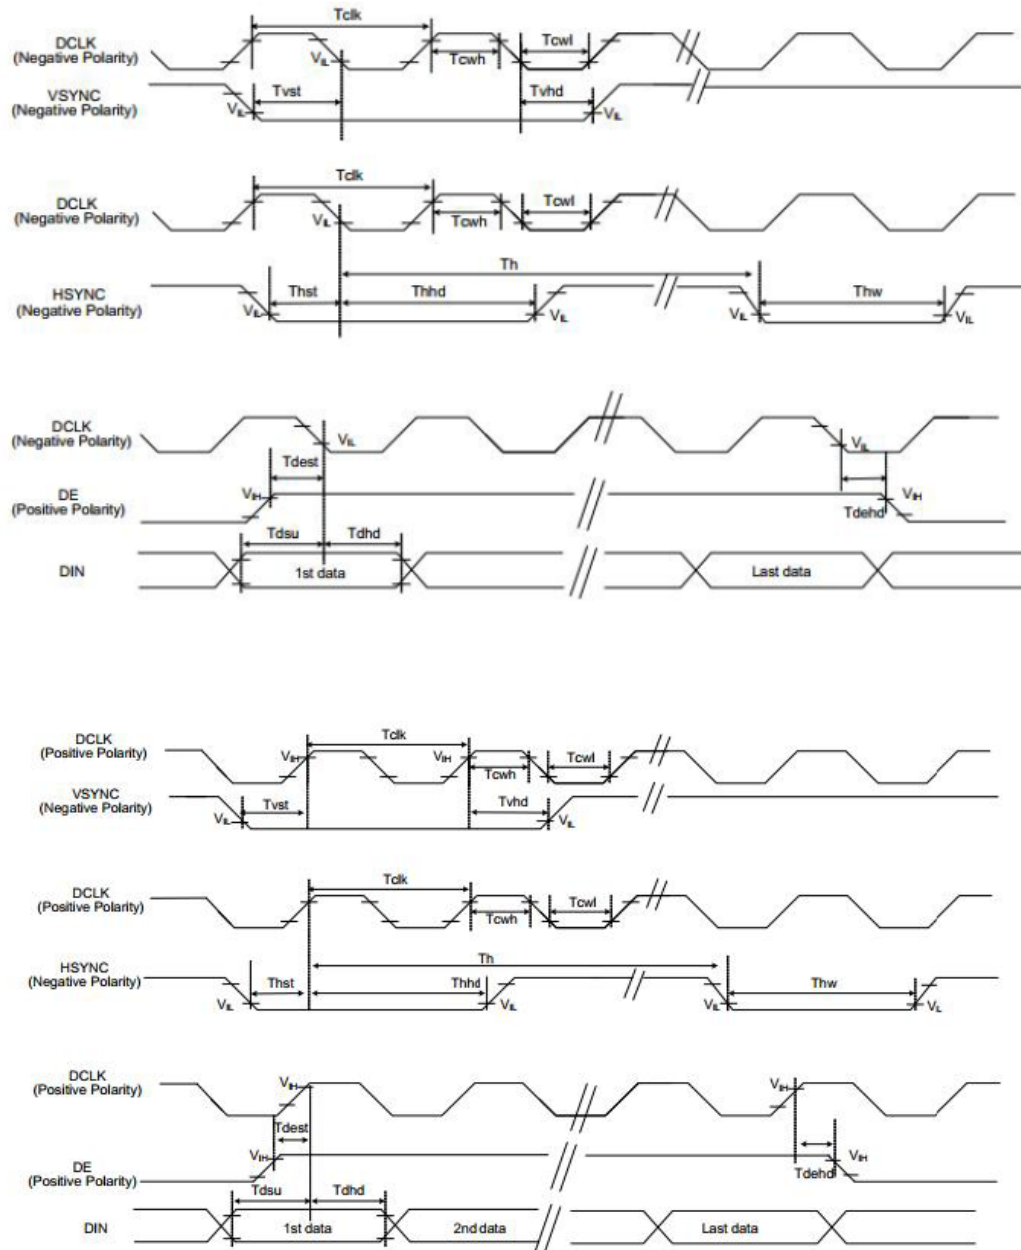 Tclk
DCLK
(Negative Polarity)
VIL
Tcwh
Tcwl
VSYNC
(Negative Polarity)
Tvst
Tvhd
VIL
VIL
Tclk
DCLK
(Negative Polarity)
VIL
Tcwh
Tcwl
Th
HSYNC
(Negative Polarity)
Thst
Thhd
Thw
VIL
VIL
VIL
VIL
DCLK
(Negative Polarity)
VIL
VIL
Tdest
DE
(Positive Polarity)
VIH
VIH
Tdehd
Tdsu
Tdhd
DIN
1st data
Last data
DCLK
(Positive Polarity)
Tclk
VIH
VIH
Tcwh
Tcwl
VSYNC
(Negative Polarity)
Tvst
Tvhd
VIL
VIL
Tclk
DCLK
(Positive Polarity)
Tcwh
Tcwl
Th
HSYNC
(Negative Polarity)
Thst
Thhd
Thw
VIL
VIL
VIL
VIL
DCLK
(Positive Polarity)
VIH
VIH
Tdest
DE
(Positive Polarity)
VIH
VIH
Tdehd
Tdsu
Tdhd
DIN
1st data
2nd data
Last data